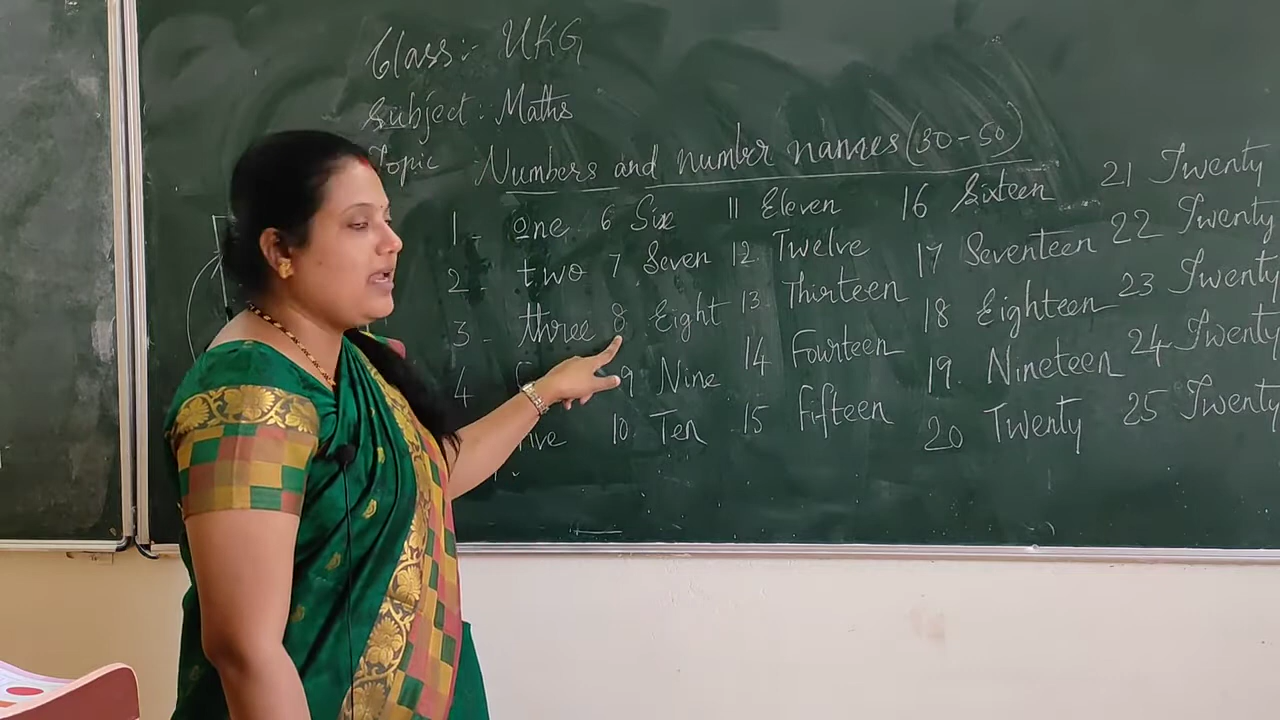 Class:- UKG
Subject: Maths
Topic Numbers and number names (30-50)
1 - One 6 Six 11 Eleven 16 Sixteen 21 Twenty
2 - two 7 Seven 12. Twelve 17 Seventeen 22 Twenty
3 - three 8 Eight 13. Thirteen 18 Eighteen 23 Twenty
4 9 Nine 14 Fourteen 19. Nineteen 24 Twenty
10. Ten 15 Fifteen 20 Twenty 25 Twenty